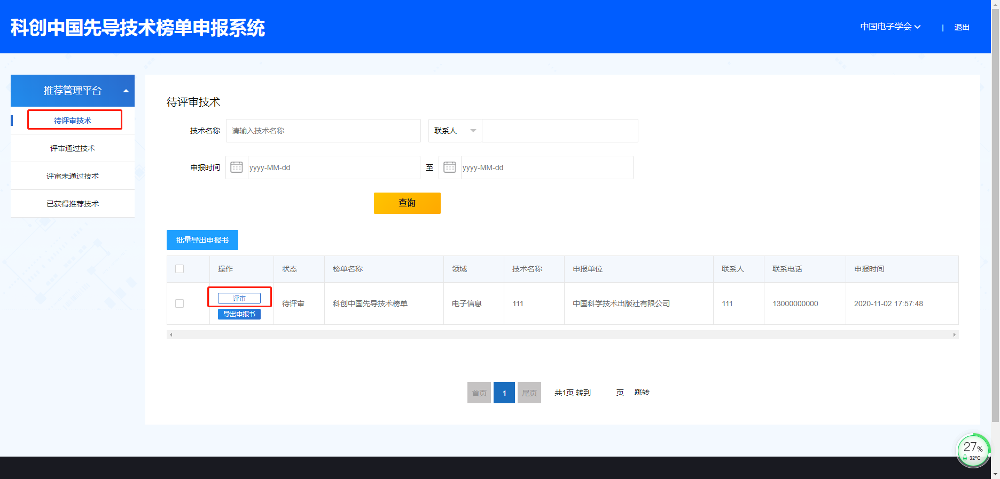 科创中国先导技术榜单申报系统
中国电子学会 | 退出
推荐管理平台
待评审技术
评审通过技术
评审未通过技术
已获得推荐技术
待评审技术
技术名称 请输入技术名称 联系人
申报时间 yyyy-MM-dd 至 yyyy-MM-dd
查询
批量导出申报书
操作 状态 榜单名称 领域 技术名称 申报单位 联系人 联系电话 申报时间
评审
导出申报书
待评审 科创中国先导技术榜单 电子信息 111 中国科学技术出版社有限公司 111 13000000000 2020-11-02 17:57:48
首页 1 尾页 共1页 转到 页 跳转
27%
32°C